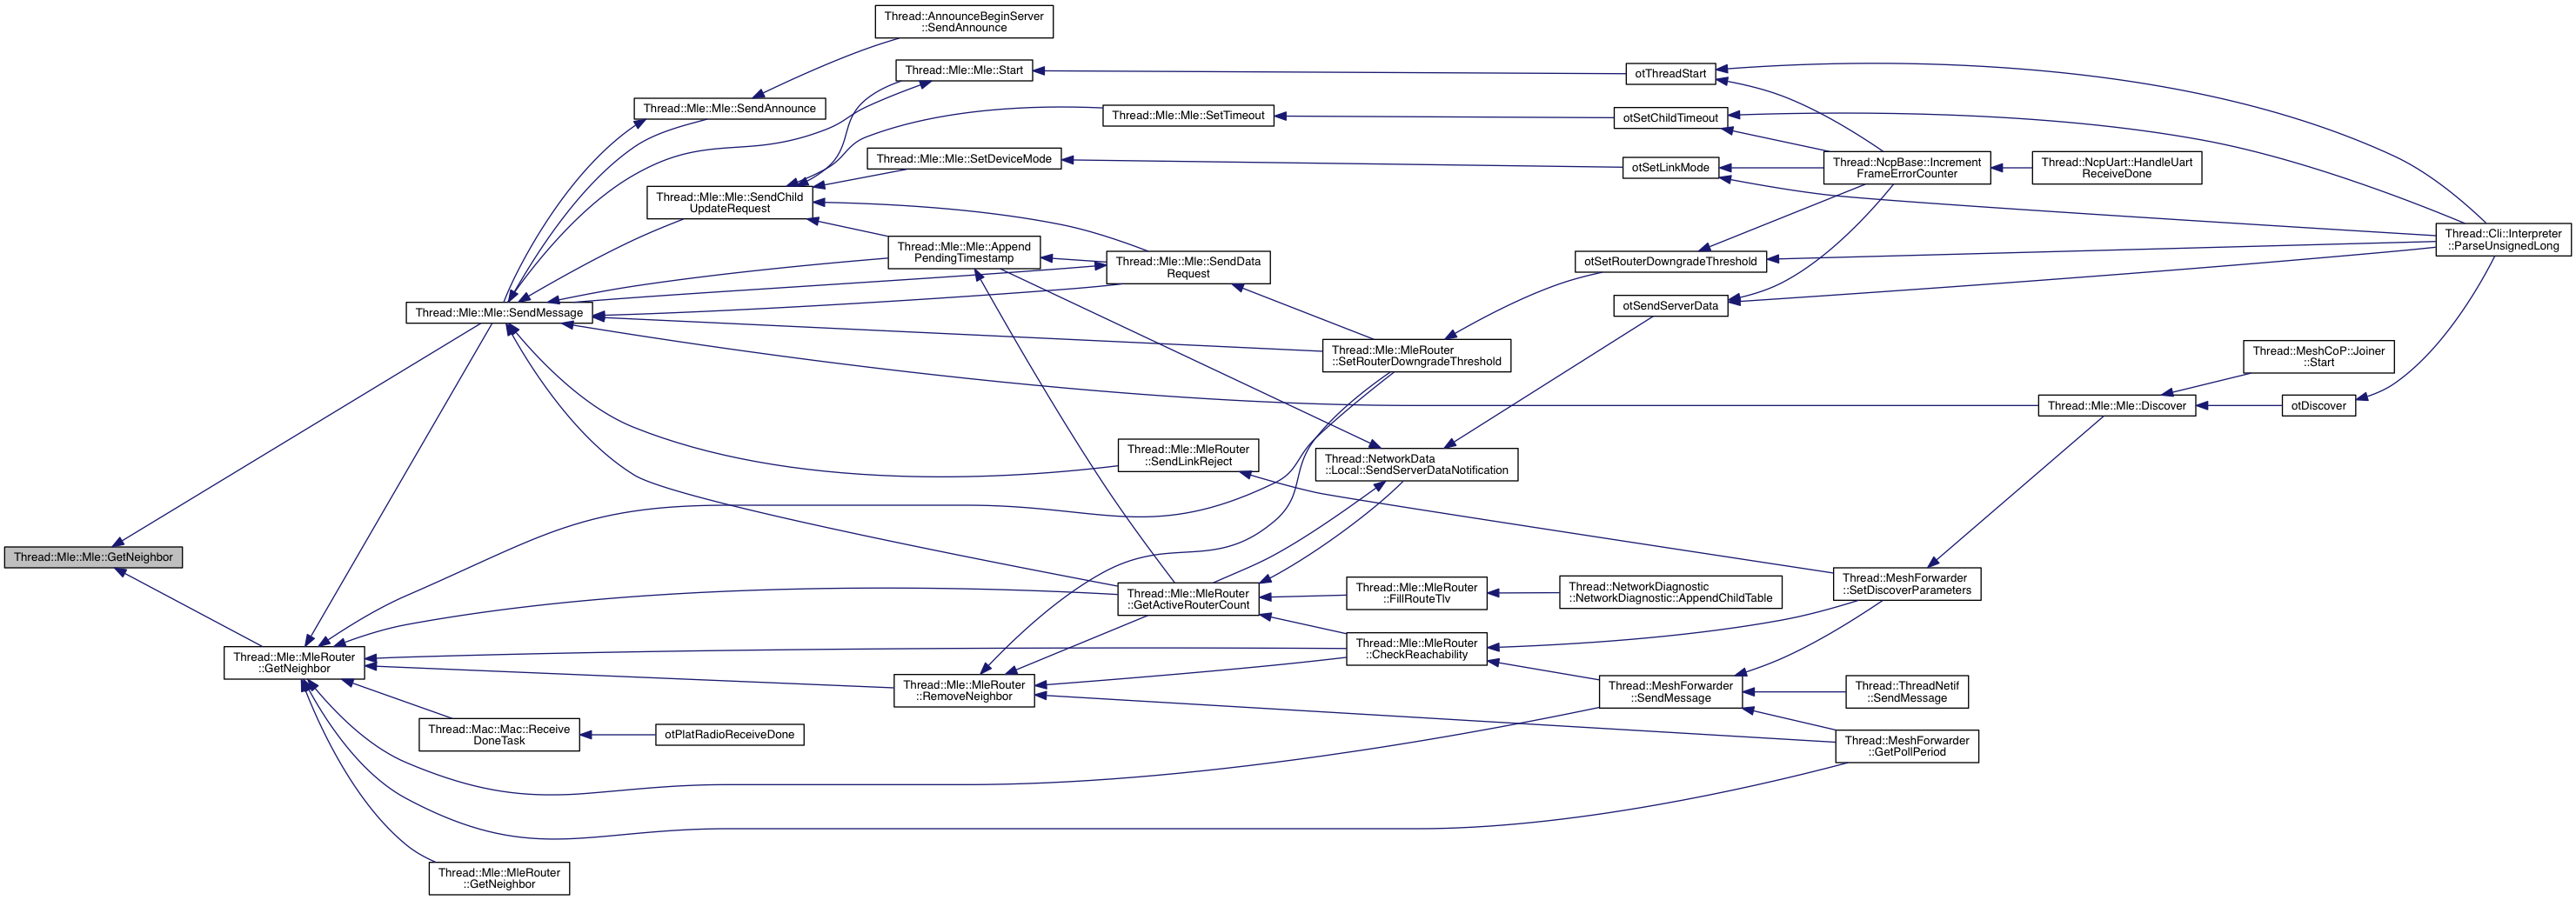 Thread::AnnounceBeginServer
::SendAnnounce
Thread::Mle::Mle::Start
otThreadStart
Thread::Mle::Mle::SendAnnounce
Thread::Mle::Mle::SetTimeout
otSetChildTimeout
Thread::Mle::Mle::SetDeviceMode
otSetLinkMode
Thread::NcpBase::Increment
FrameErrorCounter
Thread::NcpUart::HandleUart
ReceiveDone
Thread::Mle::Mle::SendChild
UpdateRequest
Thread::Cli::Interpreter
::ParseUnsignedLong
Thread::Mle::Mle::Append
PendingTimestamp
Thread::Mle::Mle::SendData
Request
otSetRouterDowngradeThreshold
otSendServerData
Thread::Mle::Mle::SendMessage
Thread::Mle::MleRouter
::SetRouterDowngradeThreshold
Thread::MeshCoP::Joiner
::Start
Thread::Mle::Mle::Discover
otDiscover
Thread::Mle::MleRouter
::SendLinkReject
Thread::NetworkData
::Local::SendServerDataNotification
Thread::Mle::Mle::GetNeighbor
Thread::Mle::MleRouter
::GetActiveRouterCount
Thread::Mle::MleRouter
::FillRouteTlv
Thread::NetworkDiagnostic
::NetworkDiagnostic::AppendChildTable
Thread::MeshForwarder
::SetDiscoverParameters
Thread::Mle::MleRouter
::GetNeighbor
Thread::Mle::MleRouter
::CheckReachability
Thread::Mle::MleRouter
::RemoveNeighbor
Thread::MeshForwarder
::SendMessage
Thread::ThreadNetif
::SendMessage
Thread::Mac::Mac::Receive
DoneTask
otPlatRadioReceiveDone
Thread::MeshForwarder
::GetPollPeriod
Thread::Mle::MleRouter
::GetNeighbor